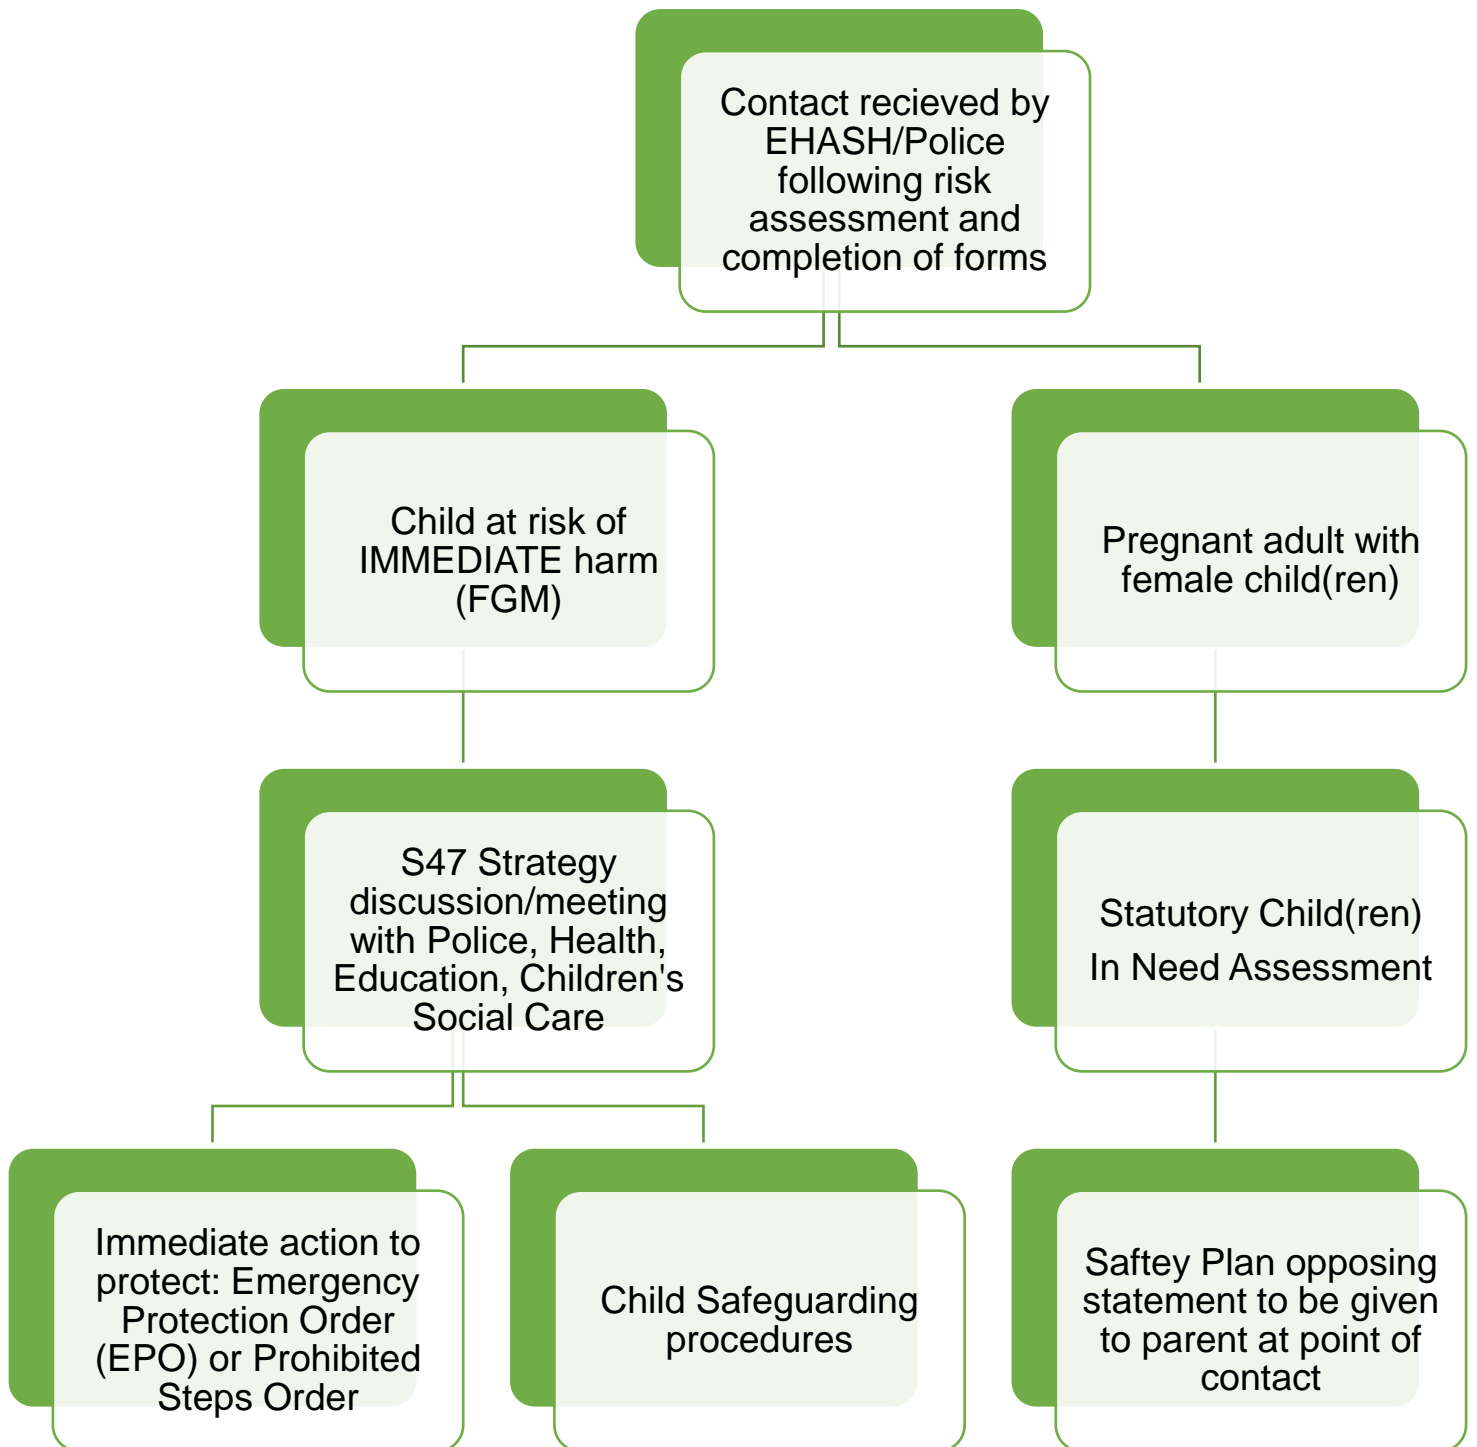 Contact recieved by
EHASH/Police
following risk
assessment and
completion of forms
Child at risk of
IMMEDIATE harm
(FGM)
Pregnant adult with
female child(ren)
S47 Strategy
discussion/meeting
with Police, Health,
Education, Children's
Social Care
Statutory Child(ren)
In Need Assessment
Immediate action to
protect: Emergency
Protection Order
(EPO) or Prohibited
Steps Order
Child Safeguarding
procedures
Saftey Plan opposing
statement to be given
to parent at point of
contact